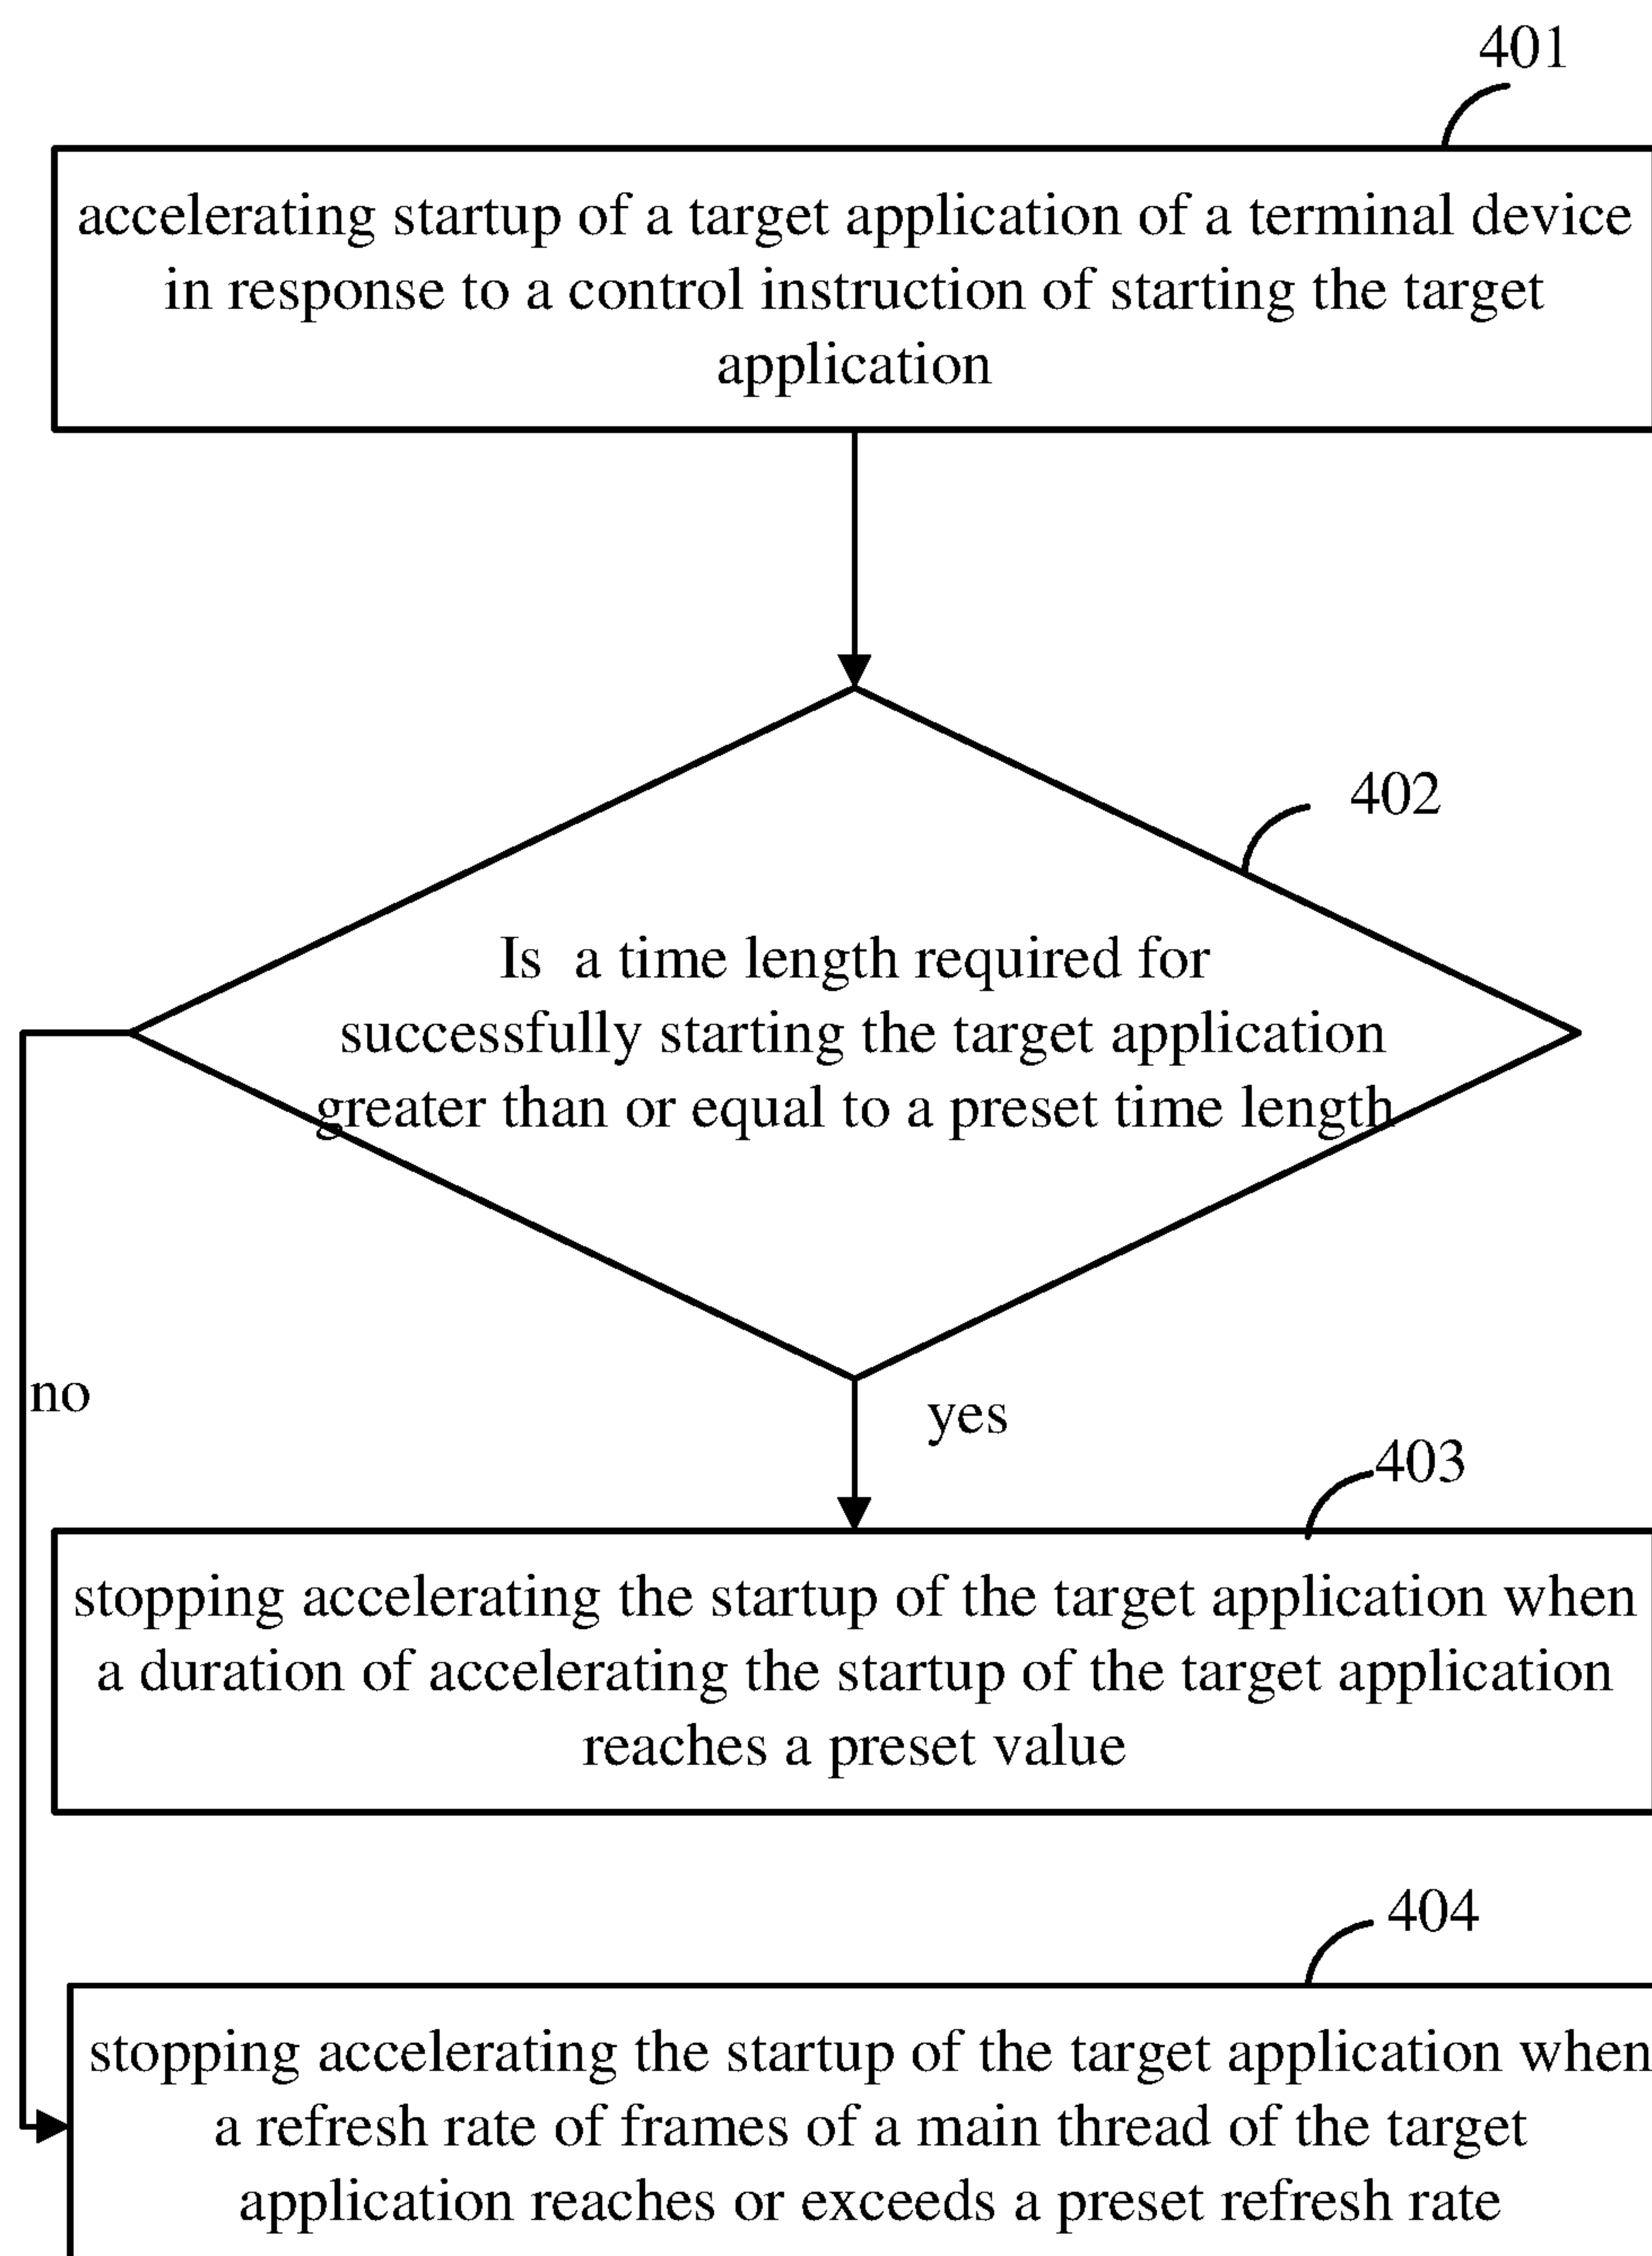 401
accelerating startup of a target application of a terminal device
in response to a control instruction of starting the target
application
402
Is a time length required for
successfully starting the target application
greater than or equal to a preset time length
no
yes
403
stopping accelerating the startup of the target application when
a duration of accelerating the startup of the target application
reaches a preset value
404
stopping accelerating the startup of the target application when
a refresh rate of frames of a main thread of the target
application reaches or exceeds a preset refresh rate